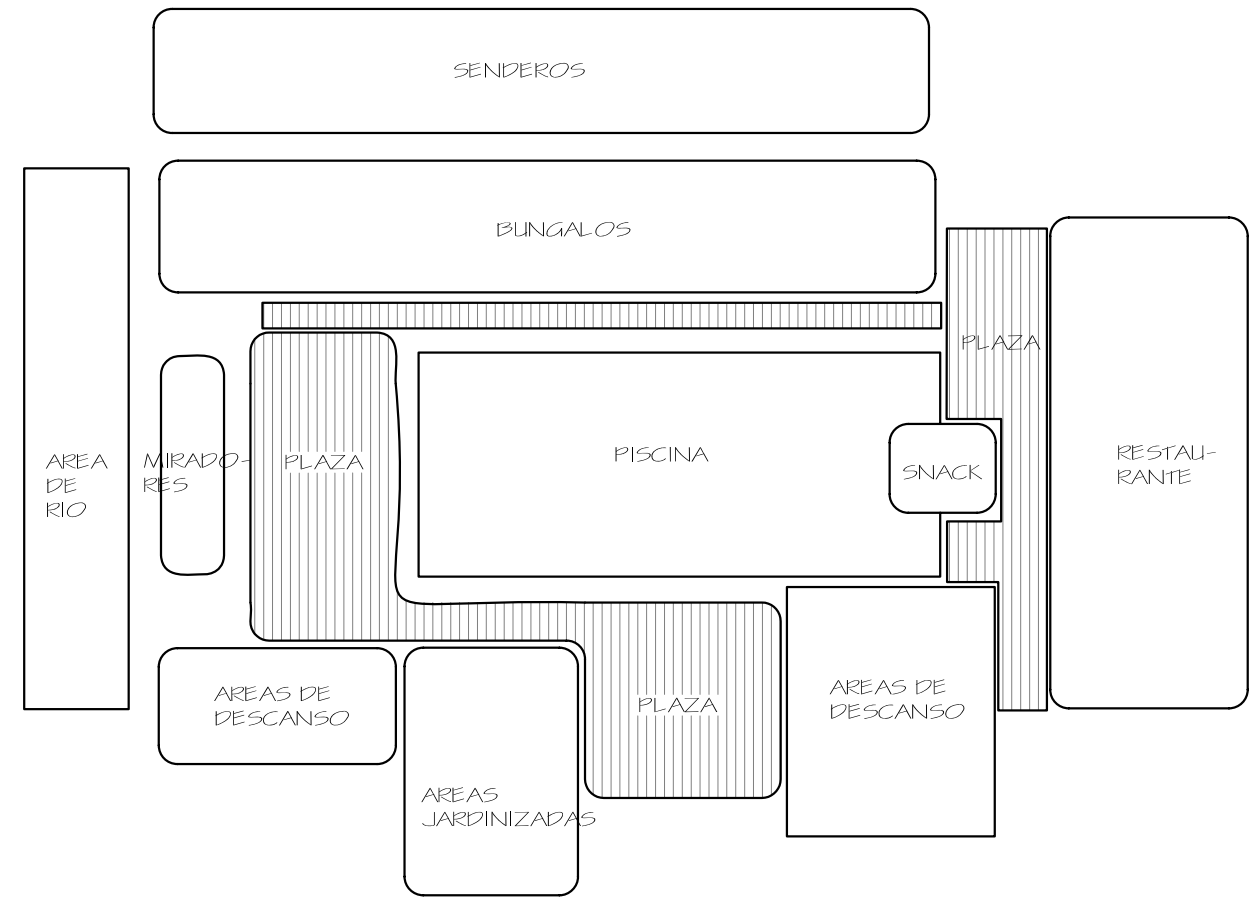 SENDEROS
BUNGALOS
PLAZA
AREA
DE
RIO
MIRADO-
RES
PLAZA
PISCINA
SNACK
RESTAU-
RANTE
AREAS DE
DESCANSO
PLAZA
AREAS DE
DESCANSO
AREAS
JARDINIZADAS